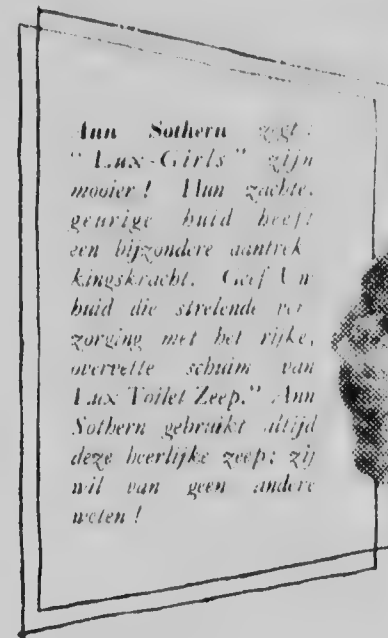 Ann Sothern zegt:
"Lux-Girls" zijn
mooier! Hun zachte,
geurige huid heeft
een bijzondere aantrek
kingskracht. Geef Uw
huid die strelende ver
zorging met het rijke,
overvette schuim van
Lux Toilet Zeep." Ann
Sothern gebruikt altijd
deze heerlijke zeep; zij
wil van geen andere
weten!